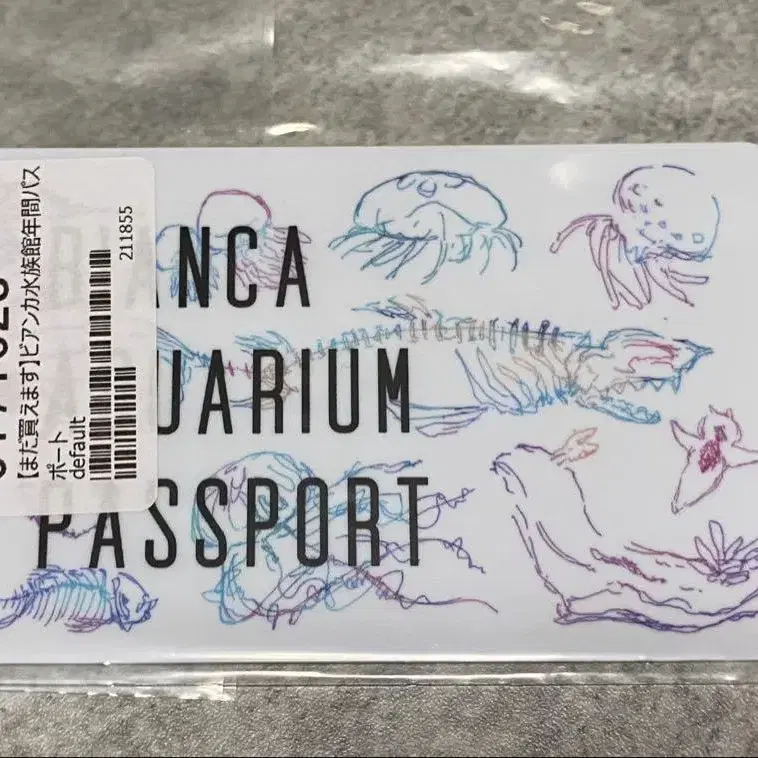 【まだ買えます】ビアンカ水族館年間パス
ポート
default
211855
ANCA
UARIUM
PASSPORT